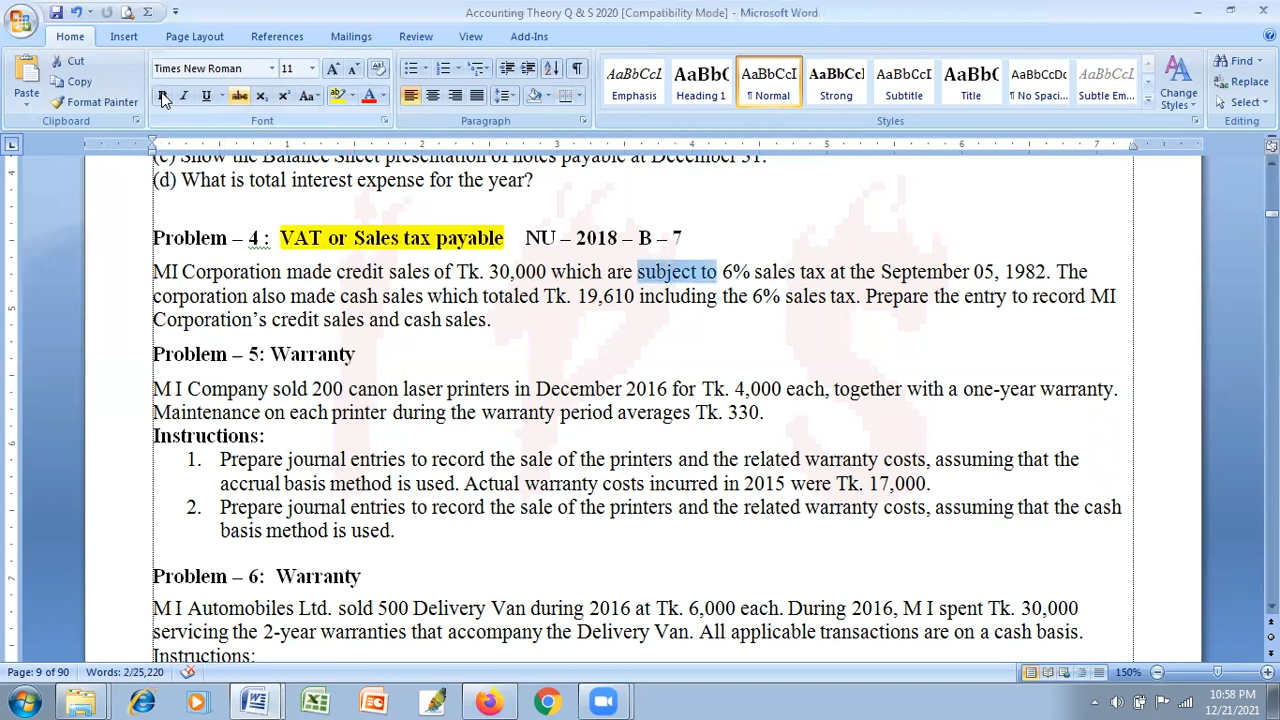 Accounting Theory Q & S 2020 [Compatibility Mode] - Microsoft Word
Home Insert Page Layout References Mailings Review View Add-Ins
Paste
Cut
Copy
Format Painter
Clipboard
Times New Roman 11
Font
Paragraph
AaBbCcI Emphasis
AaBbCc Heading 1
AaBbCcI ¶ Normal
AaBbCcI Strong
AaBbCcI Subtitle
AaBbCcI Title
AaBbCcI ¶ No Spaci...
AaBbCcI Subtle Em...
Change Styles
Styles
Find
Replace
Select
Editing
(c) Show the Balance Sheet presentation of notes payable at December 31.
(d) What is total interest expense for the year?
Problem – 4 : VAT or Sales tax payable NU – 2018 – B – 7
MI Corporation made credit sales of Tk. 30,000 which are subject to 6% sales tax at the September 05, 1982. The
corporation also made cash sales which totaled Tk. 19,610 including the 6% sales tax. Prepare the entry to record MI
Corporation’s credit sales and cash sales.
Problem – 5: Warranty
M I Company sold 200 canon laser printers in December 2016 for Tk. 4,000 each, together with a one-year warranty.
Maintenance on each printer during the warranty period averages Tk. 330.
Instructions:
1. Prepare journal entries to record the sale of the printers and the related warranty costs, assuming that the
accrual basis method is used. Actual warranty costs incurred in 2015 were Tk. 17,000.
2. Prepare journal entries to record the sale of the printers and the related warranty costs, assuming that the cash
basis method is used.
Problem – 6: Warranty
M I Automobiles Ltd. sold 500 Delivery Van during 2016 at Tk. 6,000 each. During 2016, M I spent Tk. 30,000
servicing the 2-year warranties that accompany the Delivery Van. All applicable transactions are on a cash basis.
Instructions:
Page: 9 of 90 Words: 2/25,220 150%
10:58 PM
12/21/2021